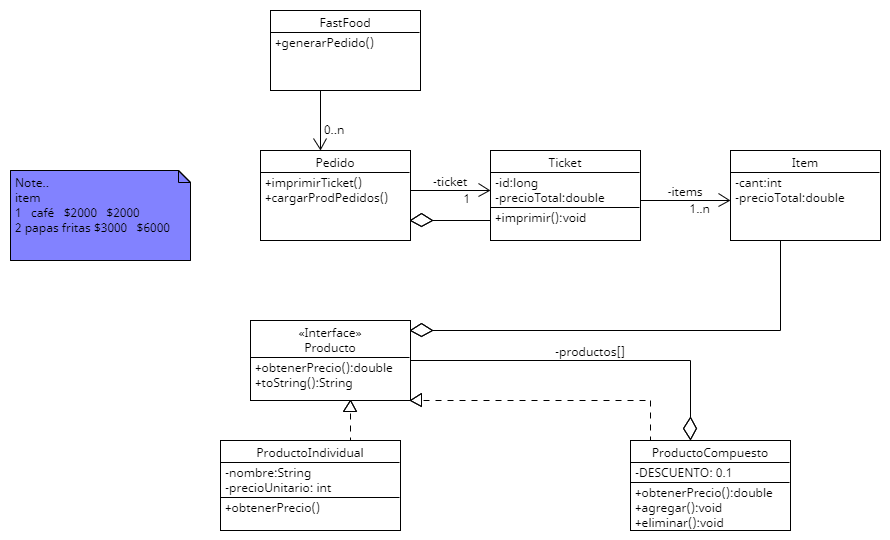 FastFood
+generarPedido()
0..n
Pedido
+imprimirTicket()
+cargarProdPedidos()
-ticket
1
Ticket
-id:long
-precioTotal:double
+imprimir():void
-items
1..n
Item
-cant:int
-precioTotal:double
Note..
item
1 café $2000 $2000
2 papas fritas $3000 $6000
«Interface»
Producto
+obtenerPrecio():double
+toString():String
-productos[]
ProductoIndividual
-nombre:String
-precioUnitario: int
+obtenerPrecio()
ProductoCompuesto
-DESCUENTO: 0.1
+obtenerPrecio():double
+agregar():void
+eliminar():void